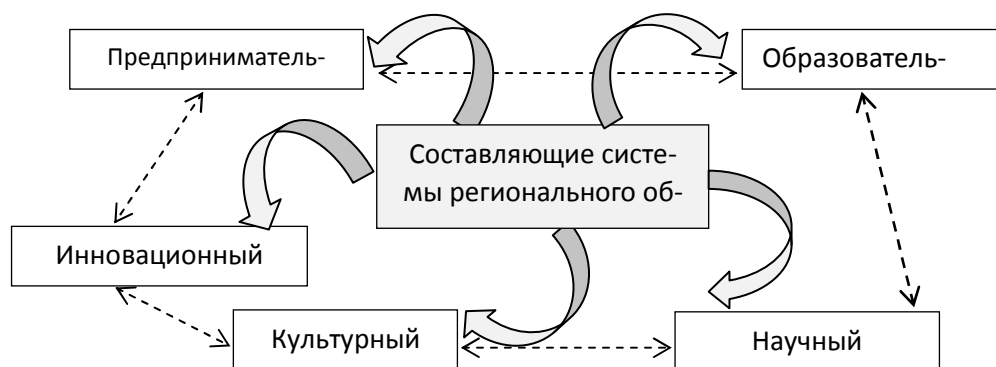 Предприниматель-
Образователь-
Составляющие систе-
мы регионального об-
Инновационный
Культурный
Научный